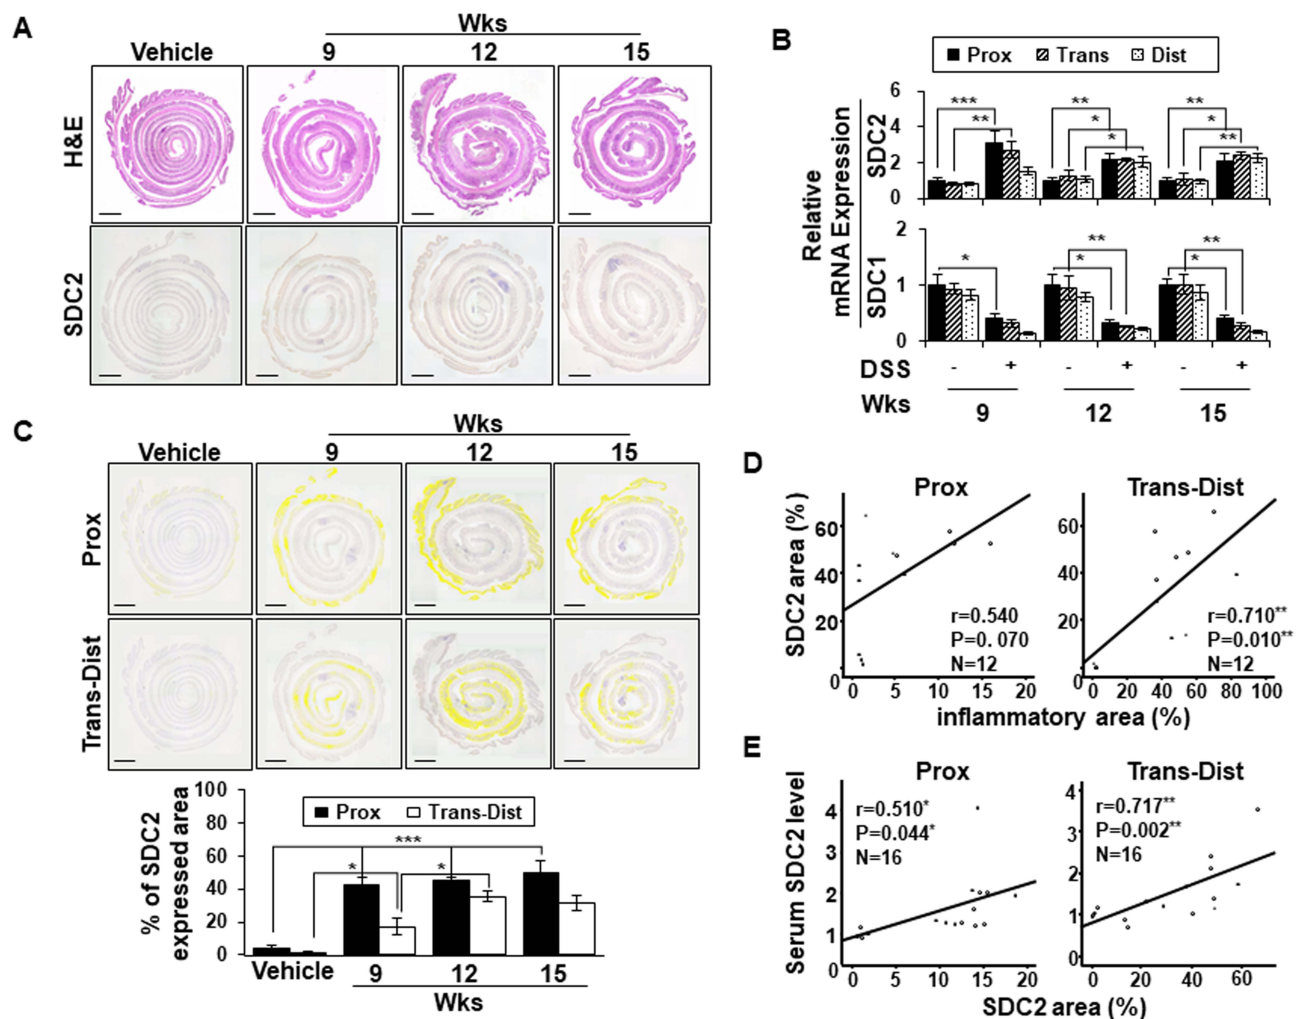 A
Wks
Vehicle 9 12 15
H&E
SDC2
B
Prox Trans Dist
Relative
mRNA Expression
SDC2
6
4
2
0
*** ** ** * * ** * **
SDC1
2
1
0
* ** * ** *
DSS - + - + - +
Wks 9 12 15
C
Wks
Vehicle 9 12 15
Prox
Trans-Dist
% of SDC2
expressed area
100
80
60
40
20
0
Prox Trans-Dist
***
* *
Vehicle 9 12 15
Wks
D
Prox Trans-Dist
SDC2 area (%)
60
40
20
0
r=0.540
P=0.070
N=12
0 5 10 15 20
60
40
20
0
r=0.710**
P=0.010**
N=12
0 20 40 60 80 100
inflammatory area (%)
E
Prox Trans-Dist
Serum SDC2 level
4
3
2
1
0
r=0.510*
P=0.044*
N=16
0 5 10 15 20
4
3
2
1
0
r=0.717**
P=0.002**
N=16
0 20 40 60
SDC2 area (%)